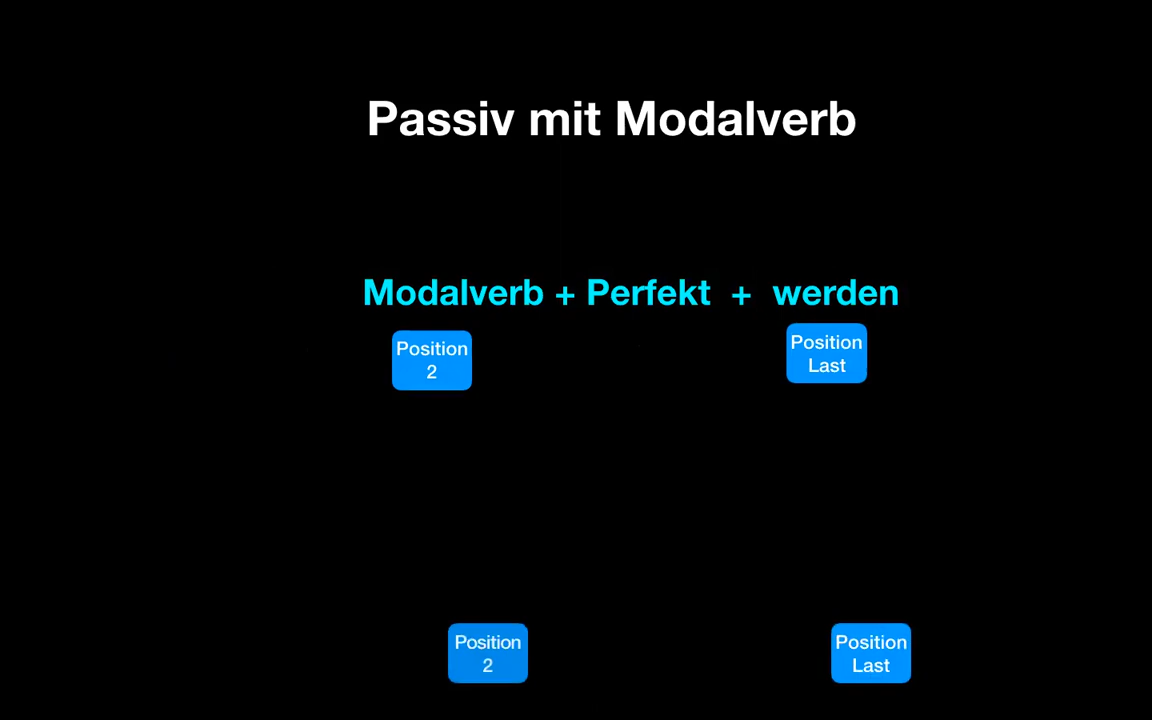 Passiv mit Modalverb
Modalverb + Perfekt + werden
Position
2
Position
Last
Position
2
Position
Last